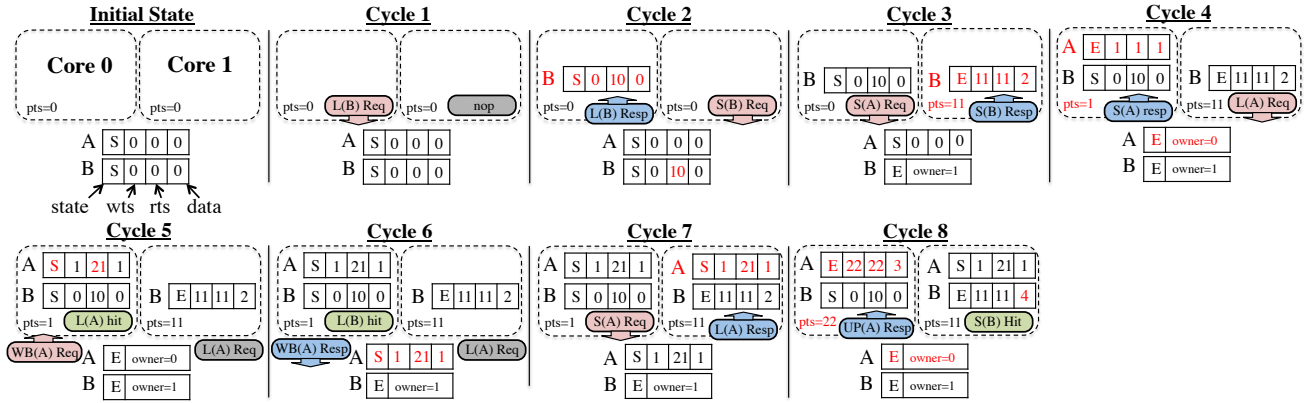 Initial State
Core 0
Core 1
pts=0
pts=0
A S 0 0 0
B S 0 0 0
state wts rts data
Cycle 1
pts=0
L(B) Req
pts=0
nop
A S 0 0 0
B S 0 0 0
Cycle 2
B S 0 10 0
pts=0
L(B) Resp
pts=0
S(B) Req
A S 0 0 0
B S 0 10 0
Cycle 3
B S 0 10 0
B E 11 11 2
pts=0
S(A) Req
pts=11
S(B) Resp
A S 0 0 0
B E owner=1
Cycle 4
A E 1 1 1
B S 0 10 0
B E 11 11 2
pts=1
S(A) resp
pts=11
L(A) Req
A E owner=0
B E owner=1
Cycle 5
A S 1 21 1
B S 0 10 0
B E 11 11 2
pts=1
L(A) hit
pts=11
WB(A) Req
L(A) Req
A E owner=0
B E owner=1
Cycle 6
A S 1 21 1
B S 0 10 0
B E 11 11 2
pts=1
L(B) hit
pts=11
WB(A) Resp
L(A) Req
A S 1 21 1
B E owner=1
Cycle 7
A S 1 21 1
A S 1 21 1
B S 0 10 0
B E 11 11 2
pts=1
S(A) Req
pts=11
L(A) Resp
A S 1 21 1
B E owner=1
Cycle 8
A E 22 22 3
A S 1 21 1
B S 0 10 0
B E 11 11 4
pts=22
UP(A) Resp
pts=11
S(B) Hit
A E owner=0
B E owner=1